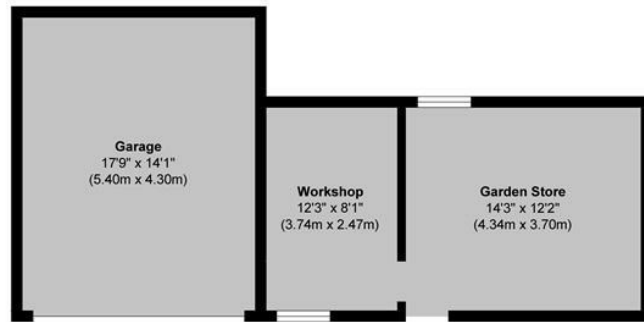 Garage
17'9" x 14'1"
(5.40m x 4.30m)
Workshop
12'3" x 8'1"
(3.74m x 2.47m)
Garden Store
14'3" x 12'2"
(4.34m x 3.70m)